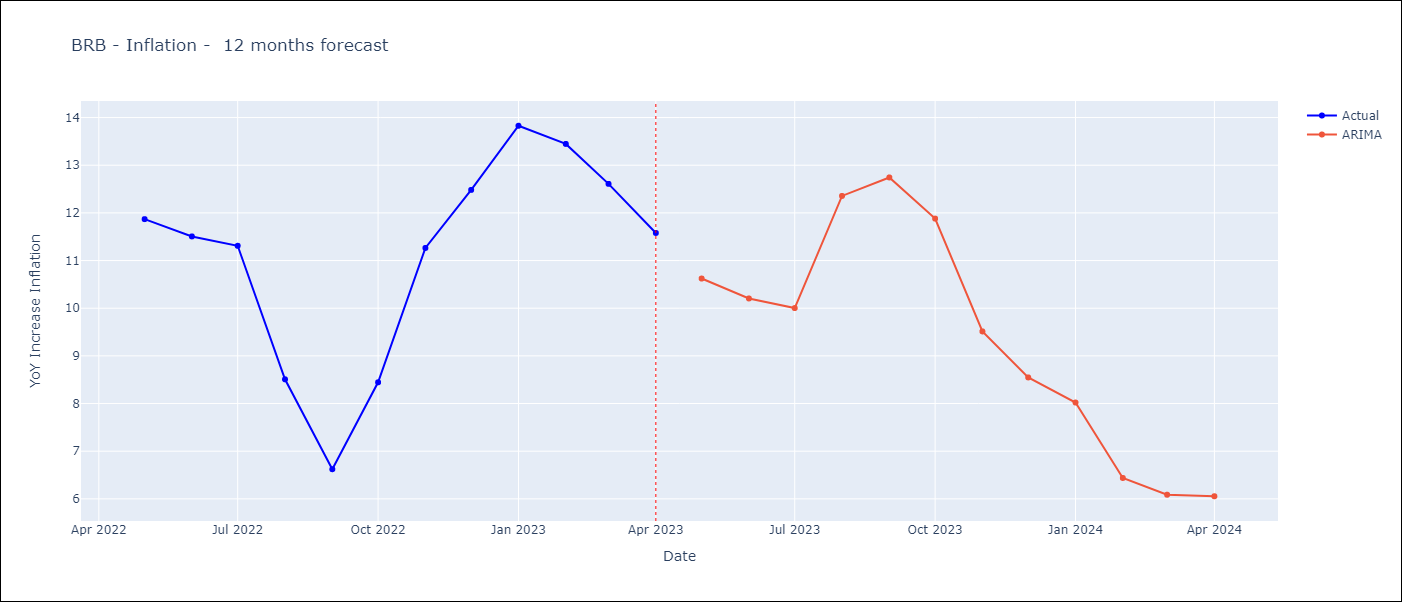 BRB - Inflation -  12 months forecast
Actual
ARIMA
YoY Increase Inflation
14
13
12
11
10
9
8
7
6
Apr 2022
Jul 2022
Oct 2022
Jan 2023
Apr 2023
Jul 2023
Oct 2023
Jan 2024
Apr 2024
Date